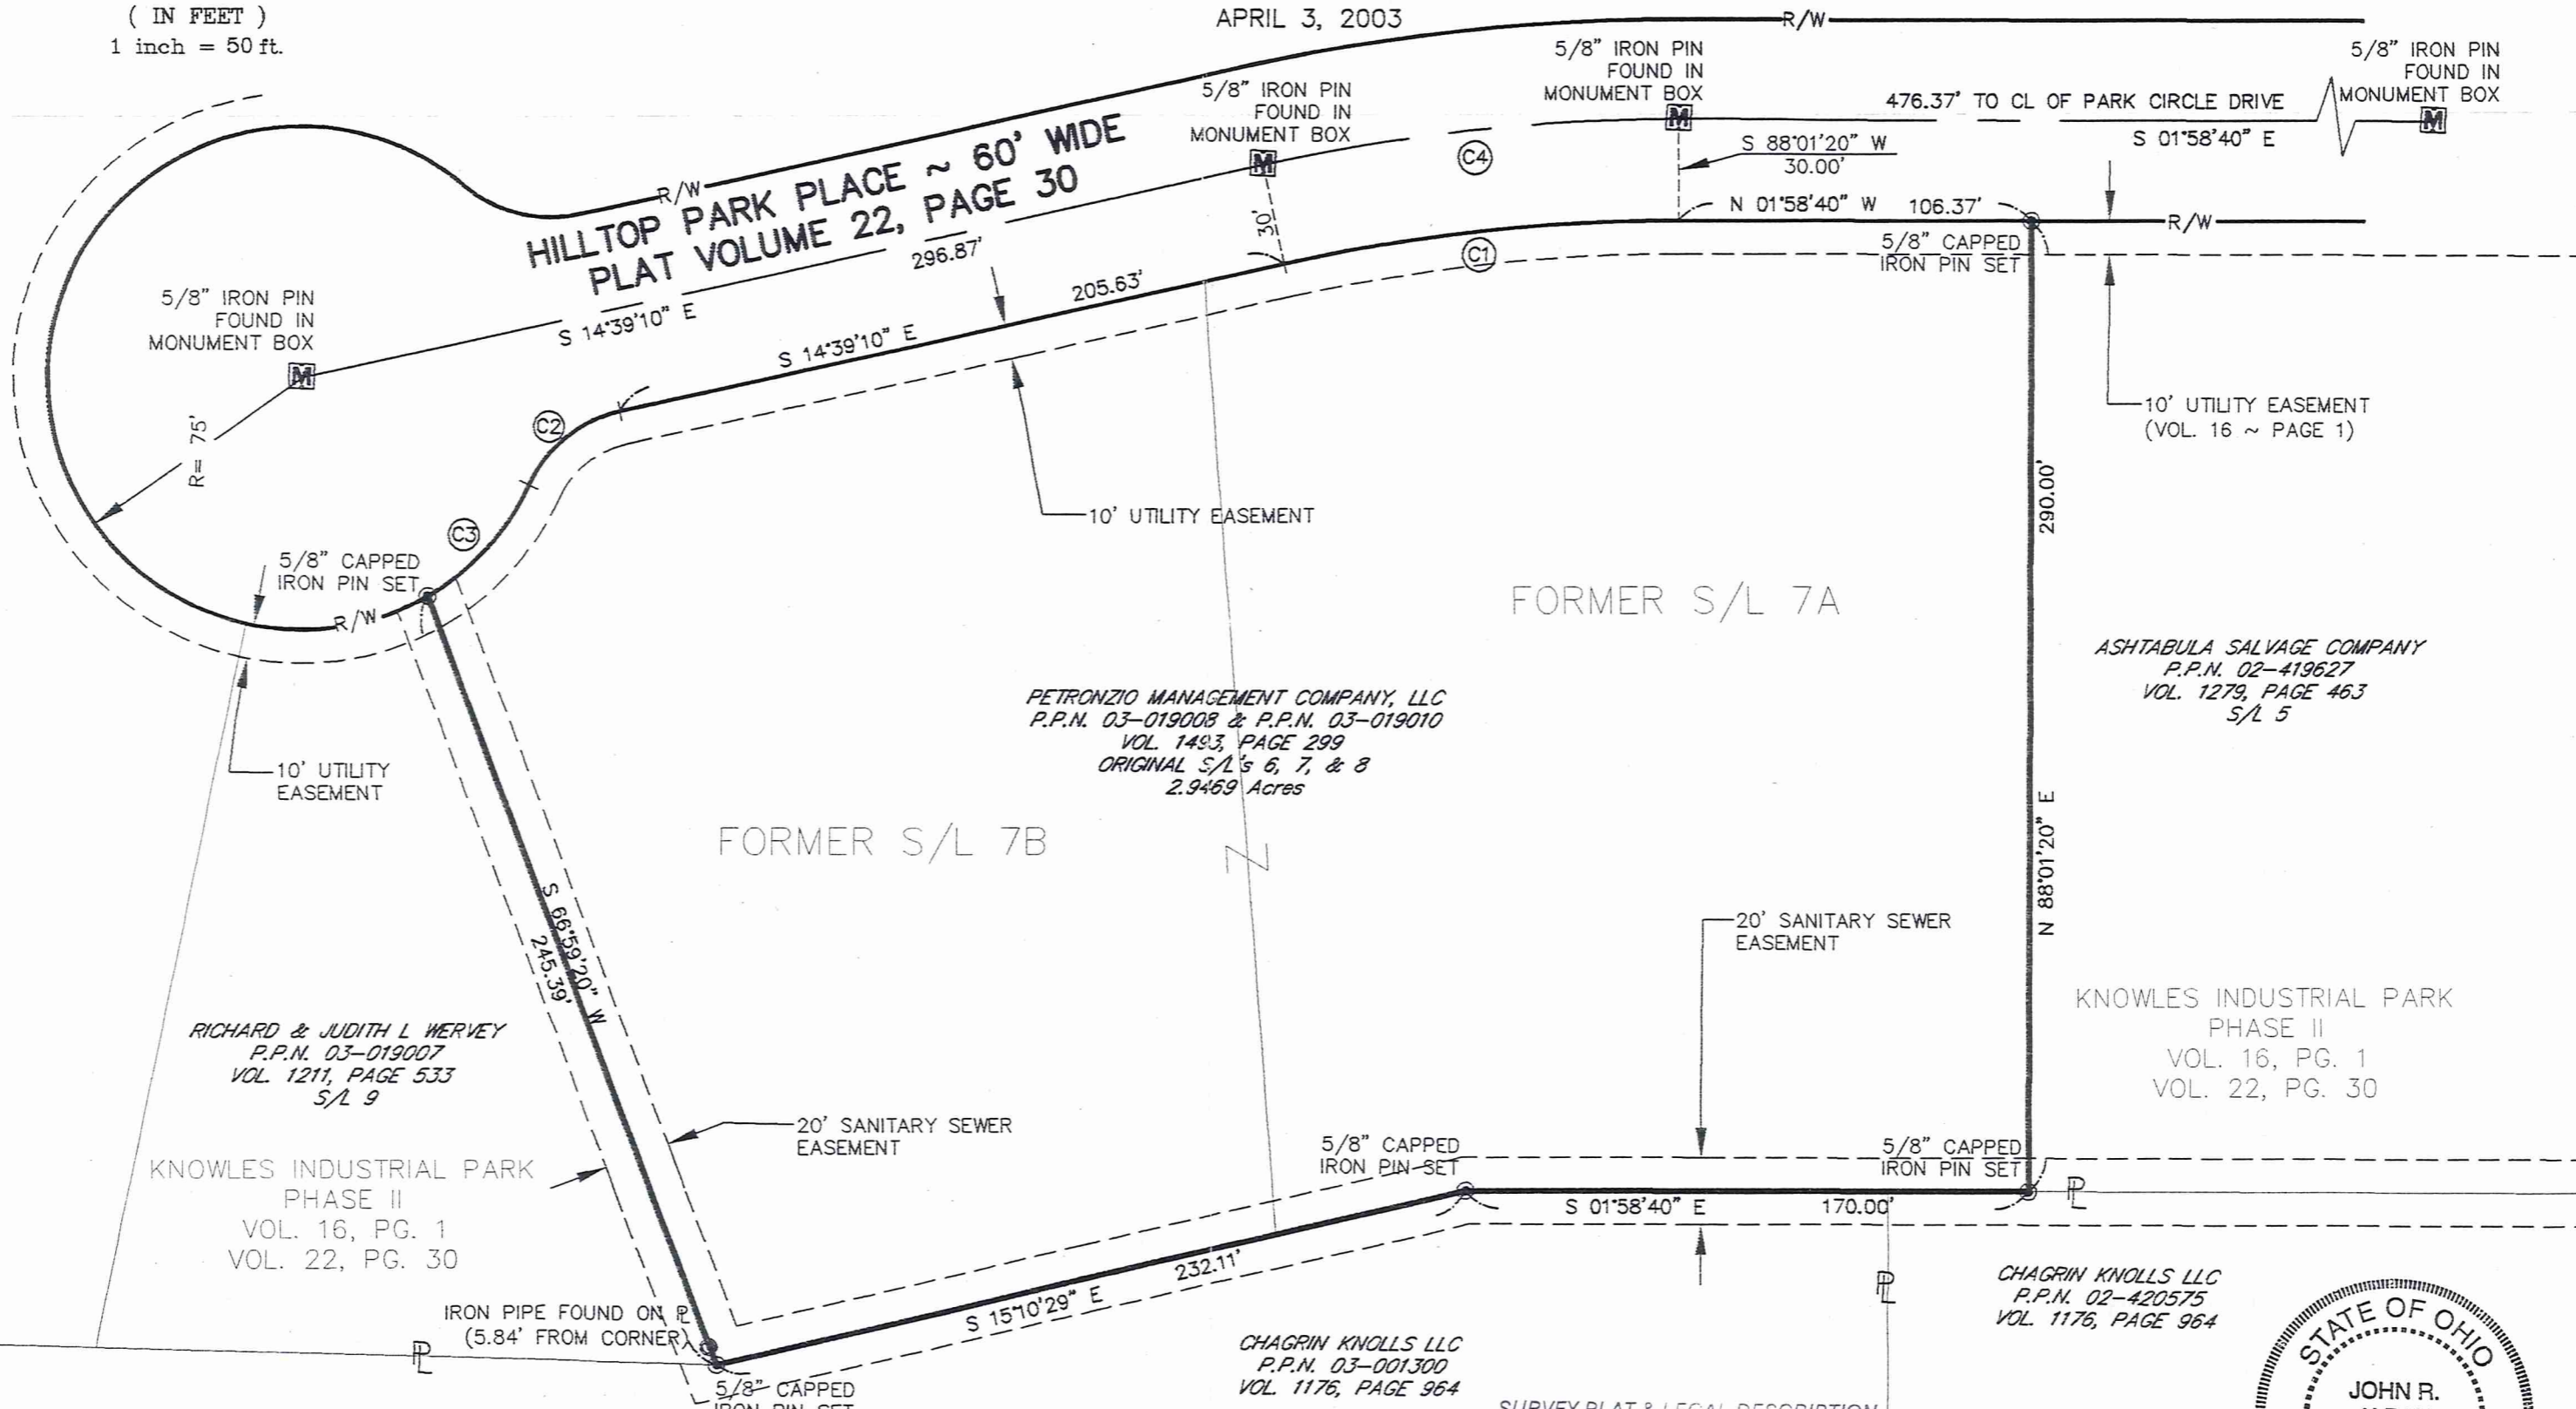 ( IN FEET )
1 inch = 50 ft.
APRIL 3, 2003
R/W
5/8" IRON PIN
FOUND IN
MONUMENT BOX
5/8" IRON PIN
FOUND IN
MONUMENT BOX
5/8" IRON PIN
FOUND IN
MONUMENT BOX
M
M
M
476.37' TO CL OF PARK CIRCLE DRIVE
S 01°58'40" E
C4
S 88°01'20" W
30.00'
R/W
HILLTOP PARK PLACE ~ 60' WIDE
PLAT VOLUME 22, PAGE 30
296.87'
S 14°39'10" E
30'
N 01°58'40" W 106.37'
R/W
5/8" CAPPED
IRON PIN SET
C1
205.63'
S 14°39'10" E
5/8" IRON PIN
FOUND IN
MONUMENT BOX
M
R= 75'
C2
C3
10' UTILITY EASEMENT
(VOL. 16 ~ PAGE 1)
290.00'
N 88°01'20" E
10' UTILITY EASEMENT
5/8" CAPPED
IRON PIN SET
R/W
FORMER S/L 7A
ASHTABULA SALVAGE COMPANY
P.P.N. 02-419627
VOL. 1279, PAGE 463
S/L 5
PETRONZIO MANAGEMENT COMPANY, LLC
P.P.N. 03-019008 & P.P.N. 03-019010
VOL. 1493, PAGE 299
ORIGINAL S/L's 6, 7, & 8
2.9469 Acres
10' UTILITY
EASEMENT
FORMER S/L 7B
S 66°59'20" W
245.39'
20' SANITARY SEWER
EASEMENT
KNOWLES INDUSTRIAL PARK
PHASE II
VOL. 16, PG. 1
VOL. 22, PG. 30
RICHARD & JUDITH L WERVEY
P.P.N. 03-019007
VOL. 1211, PAGE 533
S/L 9
20' SANITARY SEWER
EASEMENT
KNOWLES INDUSTRIAL PARK
PHASE II
VOL. 16, PG. 1
VOL. 22, PG. 30
5/8" CAPPED
IRON PIN SET
5/8" CAPPED
IRON PIN SET
S 01°58'40" E 170.00'
PL
232.11'
S 15°10'29" E
IRON PIPE FOUND ON PL
(5.84' FROM CORNER)
PL
PL
5/8" CAPPED
IRON PIN SET
CHAGRIN KNOLLS LLC
P.P.N. 03-001300
VOL. 1176, PAGE 964
CHAGRIN KNOLLS LLC
P.P.N. 02-420575
VOL. 1176, PAGE 964
SURVEY PLAT & LEGAL DESCRIPTION
STATE OF OHIO
JOHN R.